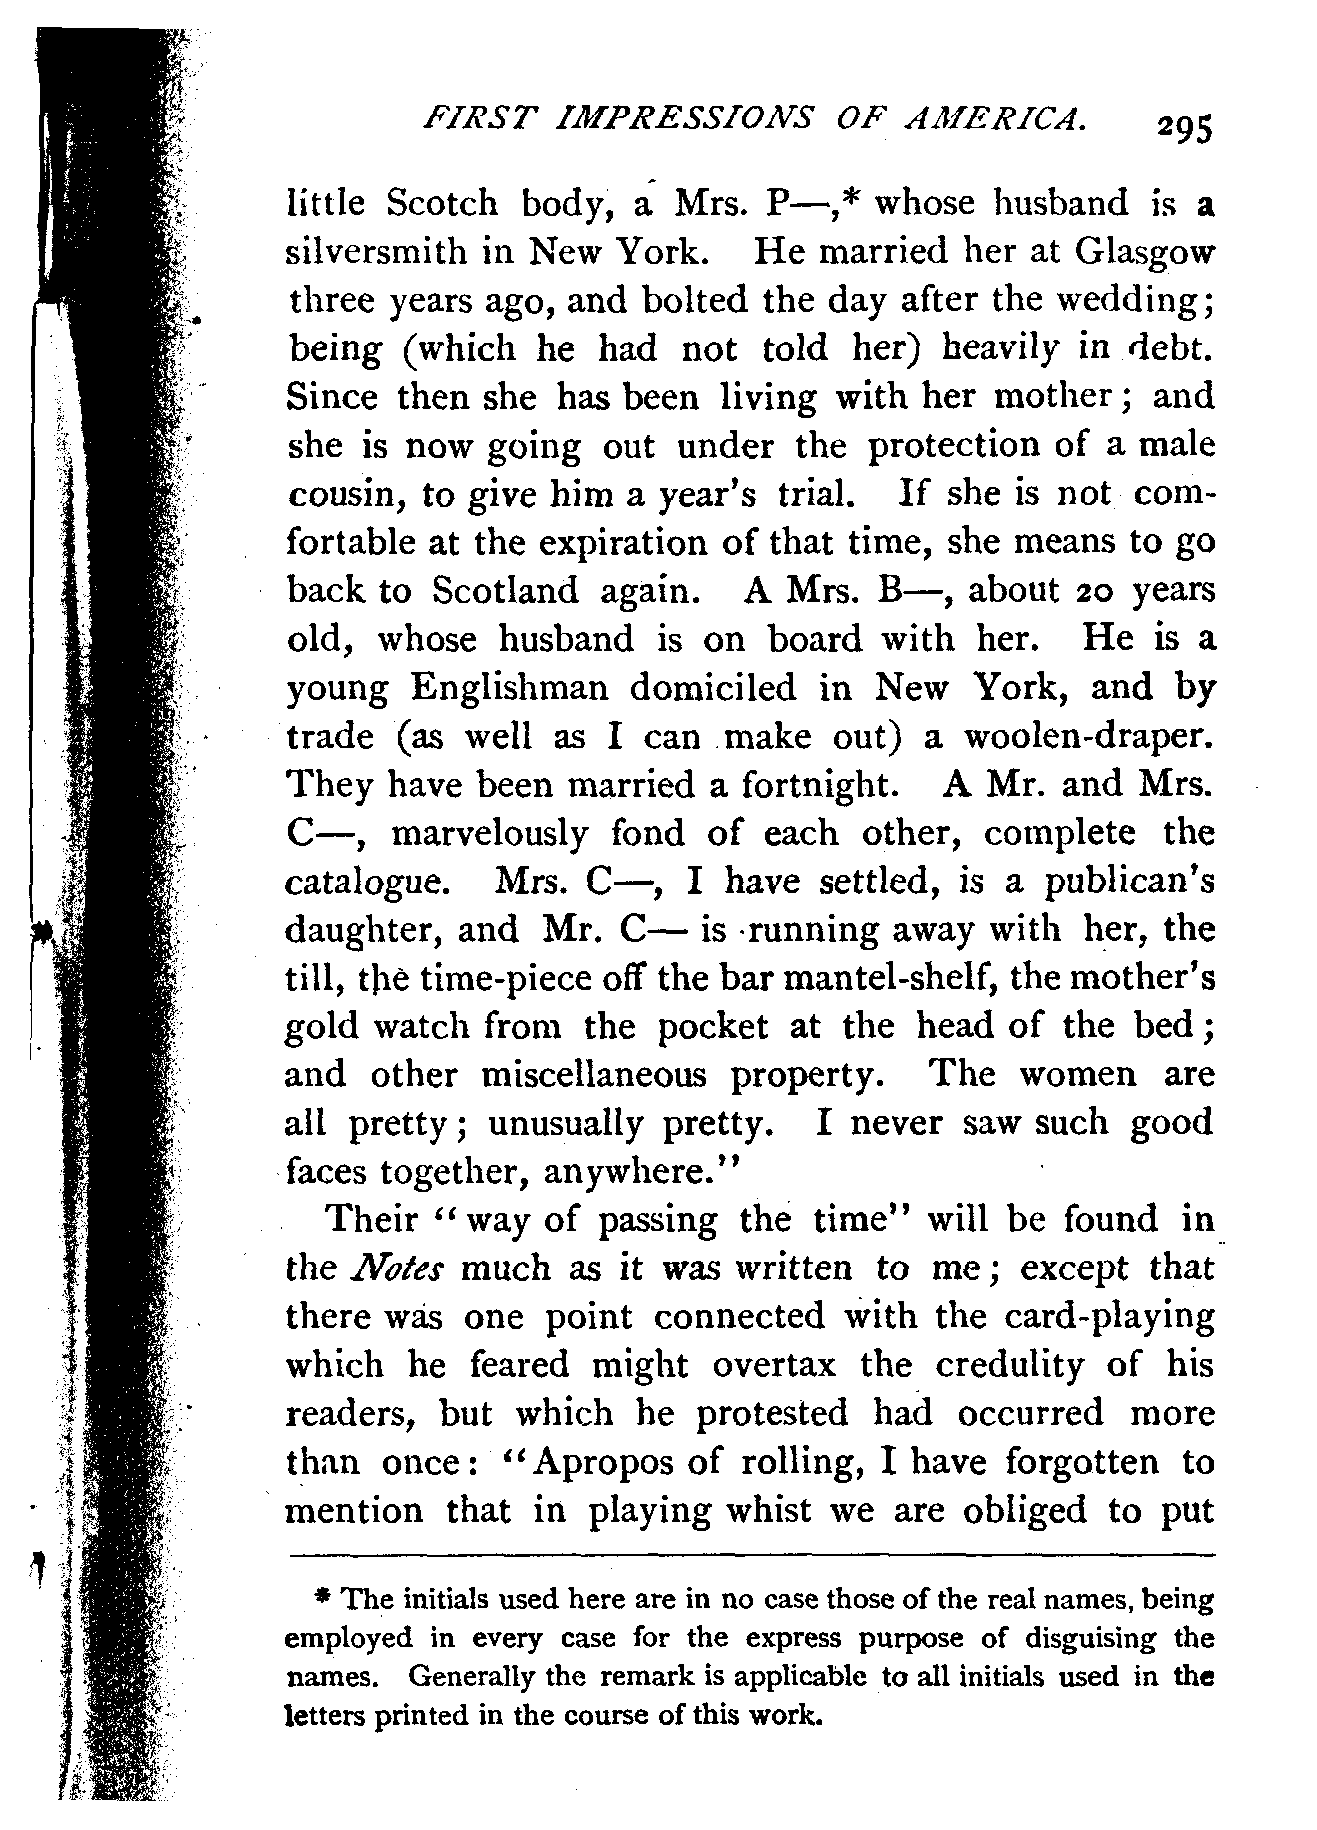 FIRST IMPRESSIONS OF AMERICA. 295
little Scotch body, a Mrs. P—,* whose husband is a
silversmith in New York. He married her at Glasgow
three years ago, and bolted the day after the wedding;
being (which he had not told her) heavily in debt.
Since then she has been living with her mother; and
she is now going out under the protection of a male
cousin, to give him a year's trial. If she is not com-
fortable at the expiration of that time, she means to go
back to Scotland again. A Mrs. B—, about 20 years
old, whose husband is on board with her. He is a
young Englishman domiciled in New York, and by
trade (as well as I can make out) a woolen-draper.
They have been married a fortnight. A Mr. and Mrs.
C—, marvelously fond of each other, complete the
catalogue. Mrs. C—, I have settled, is a publican's
daughter, and Mr. C— is running away with her, the
till, the time-piece off the bar mantel-shelf, the mother's
gold watch from the pocket at the head of the bed;
and other miscellaneous property. The women are
all pretty; unusually pretty. I never saw such good
faces together, anywhere."
Their "way of passing the time" will be found in
the Notes much as it was written to me; except that
there was one point connected with the card-playing
which he feared might overtax the credulity of his
readers, but which he protested had occurred more
than once: "Apropos of rolling, I have forgotten to
mention that in playing whist we are obliged to put
* The initials used here are in no case those of the real names, being
employed in every case for the express purpose of disguising the
names. Generally the remark is applicable to all initials used in the
letters printed in the course of this work.